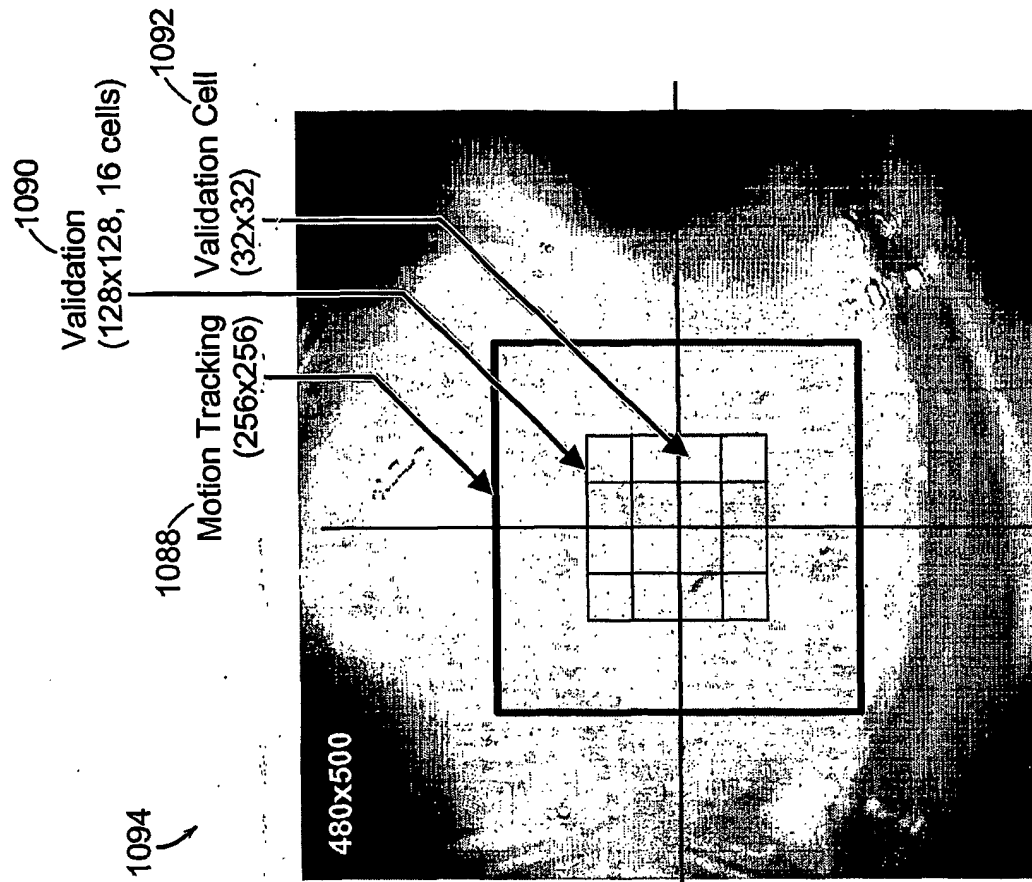 1094
1088
Motion Tracking
(256x256)
1090
Validation
(128x128, 16 cells)
1092
Validation Cell
(32x32)
480x500